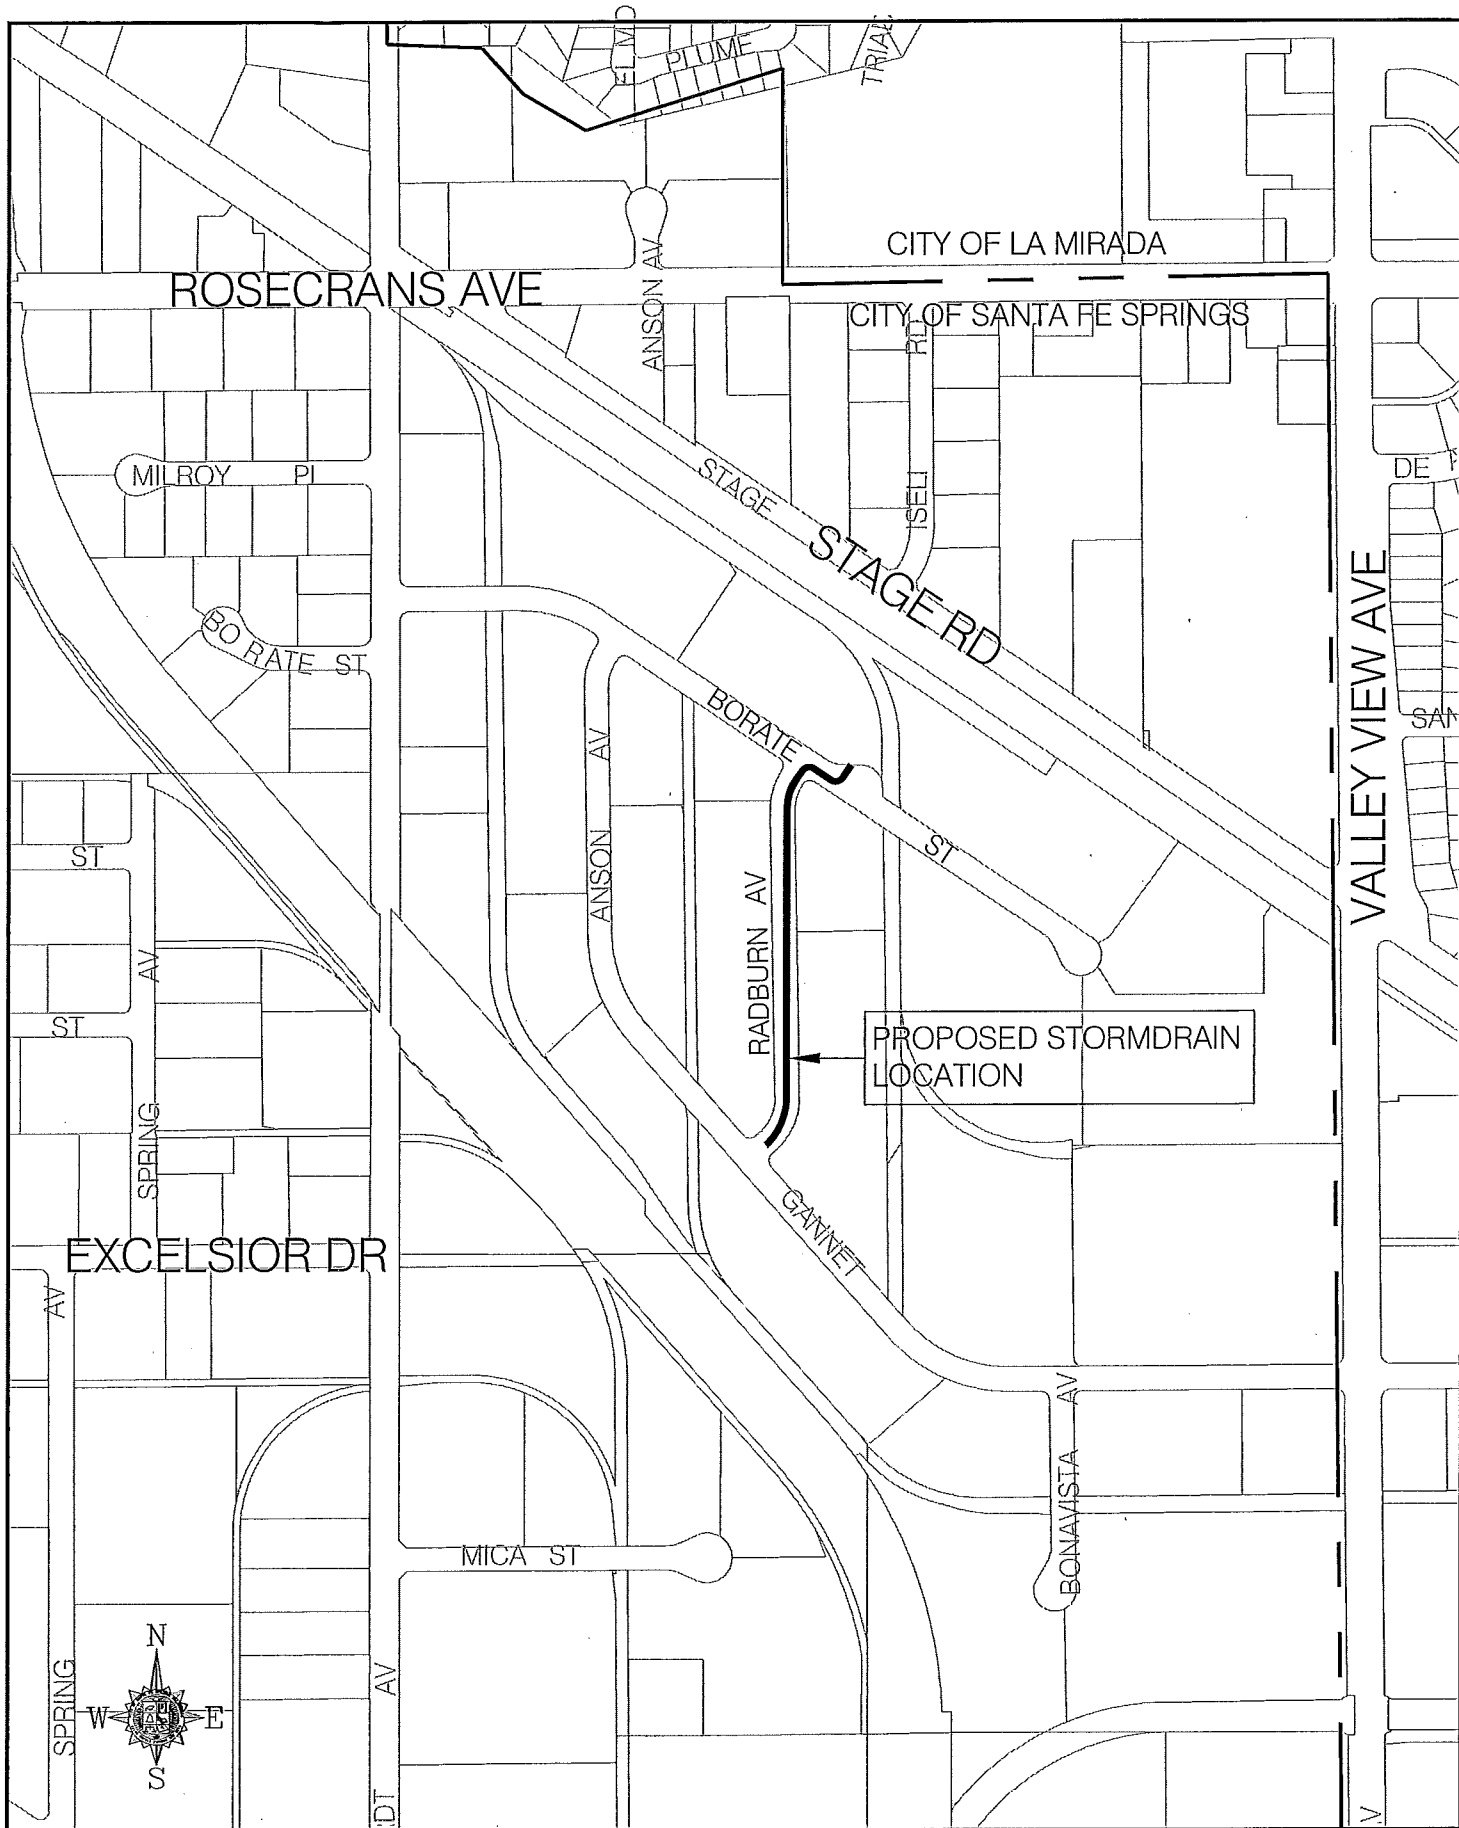 PLUME
CITY OF LA MIRADA
ROSECRANS AVE
ANSON AV
CITY OF SANTA FE SPRINGS
ISELI RD
DE
MILROY PI
STAGE
STAGE RD
VALLEY VIEW AVE
BO RATE ST
BORATE ST
SAN
ANSON AV
ST
RADBURN AV
SPRING AV
ST
PROPOSED STORMDRAIN
LOCATION
GANNET
EXCELSIOR DR
AV
BONAVISTA AV
MICA ST
N
W E
S
SPRING
AV
RDT
V